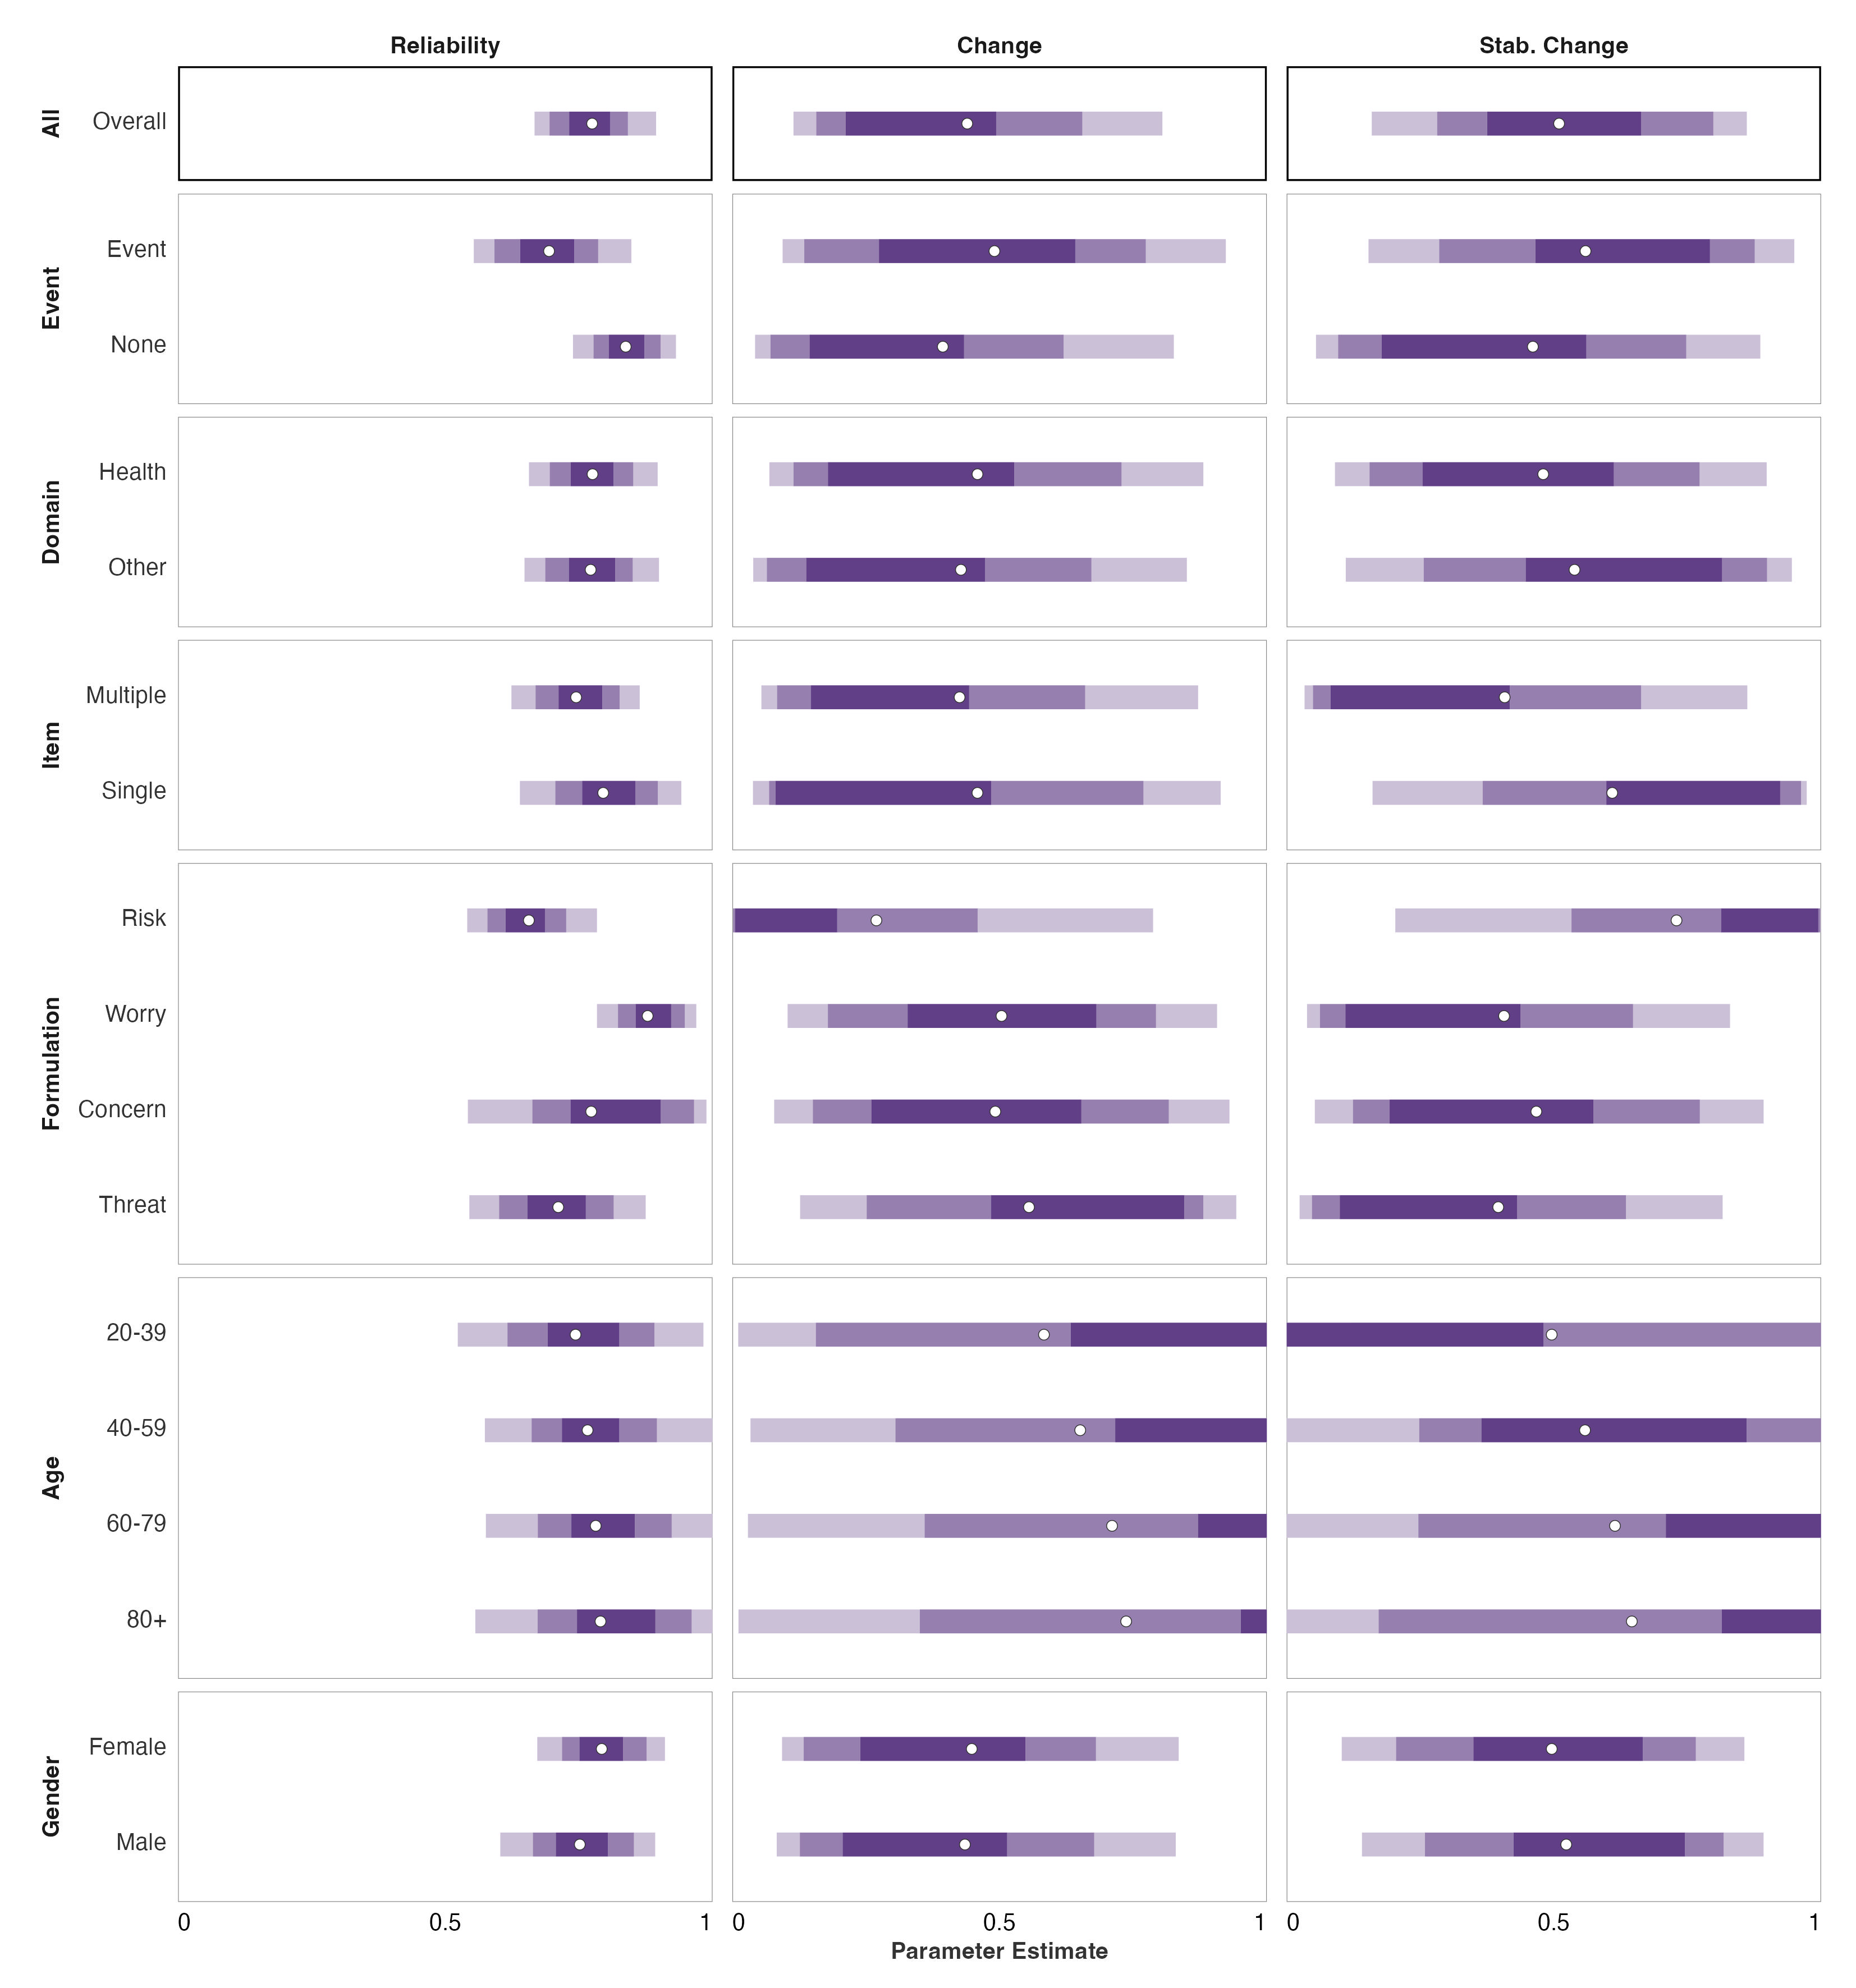 Reliability Change Stab. Change
All
Overall
Event
Event
None
Domain
Health
Other
Item
Multiple
Single
Formulation
Risk
Worry
Concern
Threat
Age
20-39
40-59
60-79
80+
Gender
Female
Male
0 0.5 1 0 0.5 1 0 0.5 1
Parameter Estimate